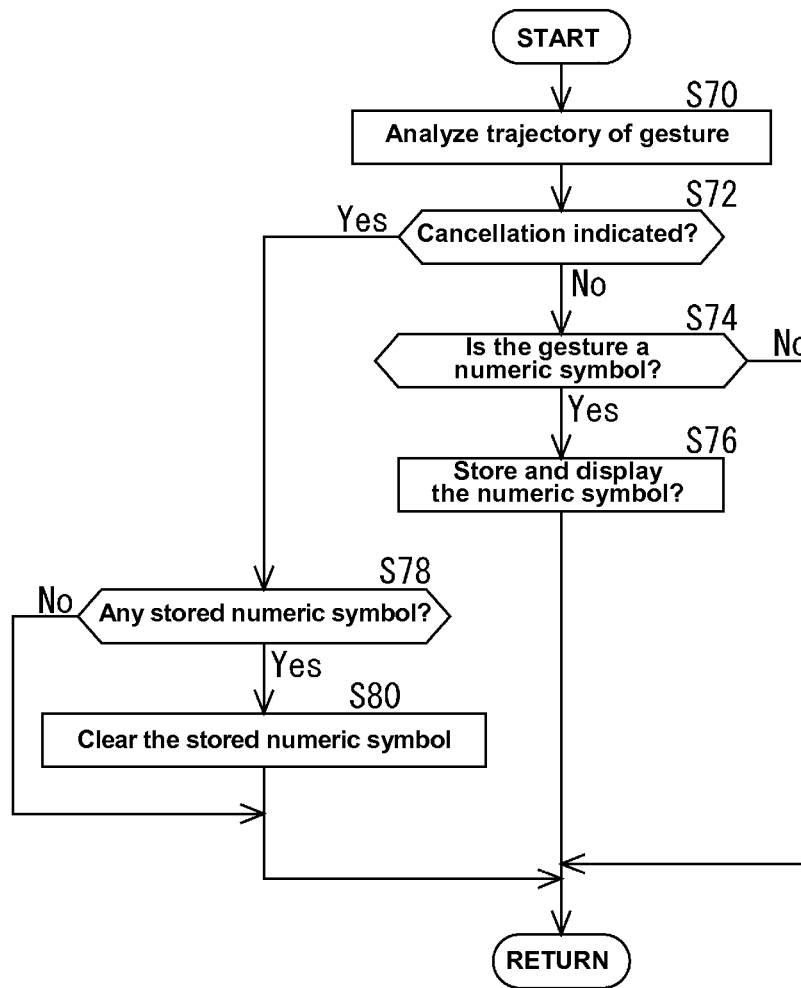 START
S70
Analyze trajectory of gesture
S72
Yes
Cancellation indicated?
No
S74
Is the gesture a
numeric symbol?
No
Yes
S76
Store and display
the numeric symbol?
S78
No
Any stored numeric symbol?
Yes
S80
Clear the stored numeric symbol
RETURN